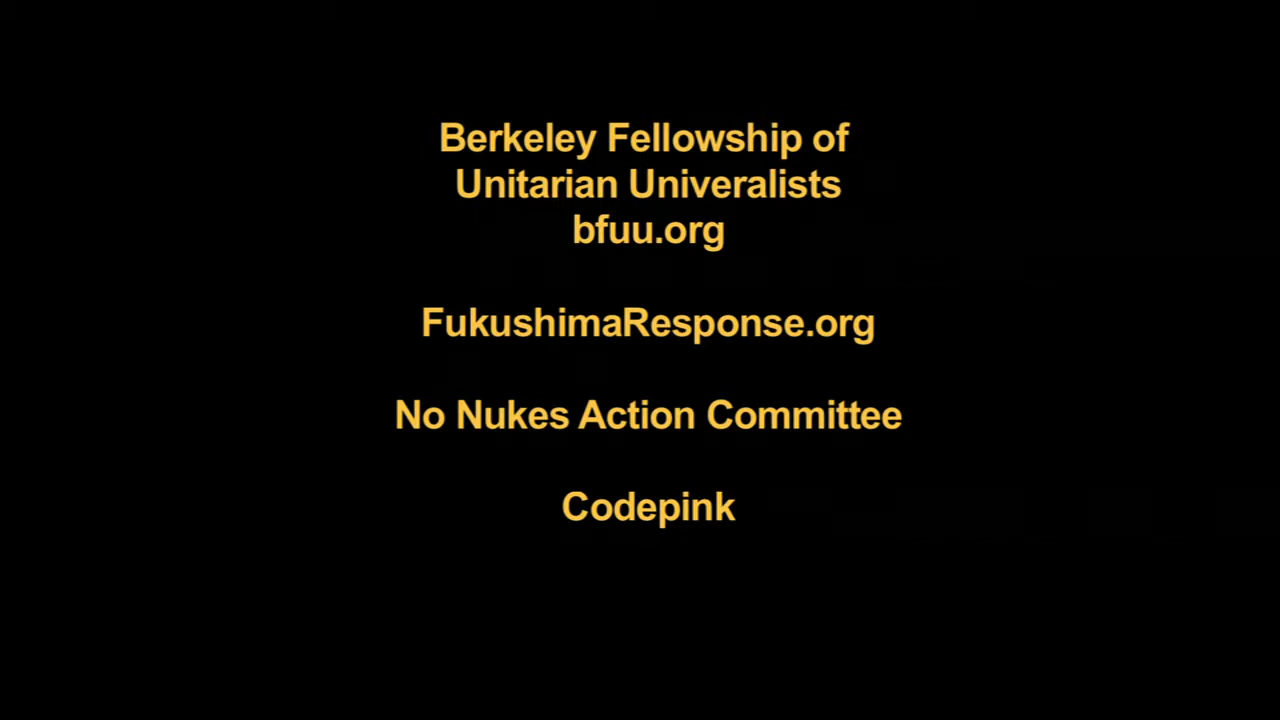 Berkeley Fellowship of
Unitarian Univeralists
bfuu.org
FukushimaResponse.org
No Nukes Action Committee
Codepink